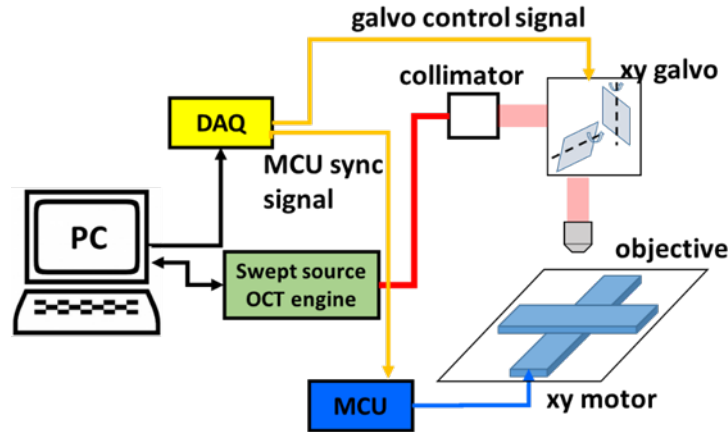 galvo control signal
xy galvo
collimator
DAQ
MCU sync
signal
PC
Swept source
OCT engine
objective
MCU
xy motor